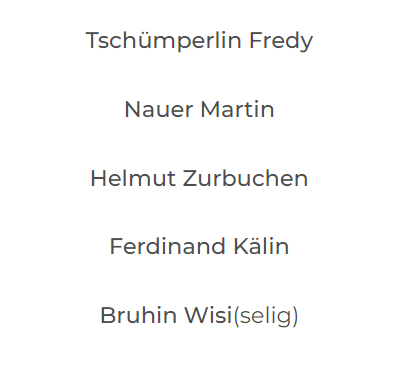 Tschümperlin Fredy
Nauer Martin
Helmut Zurbuchen
Ferdinand Kälin
Bruhin Wisi(selig)